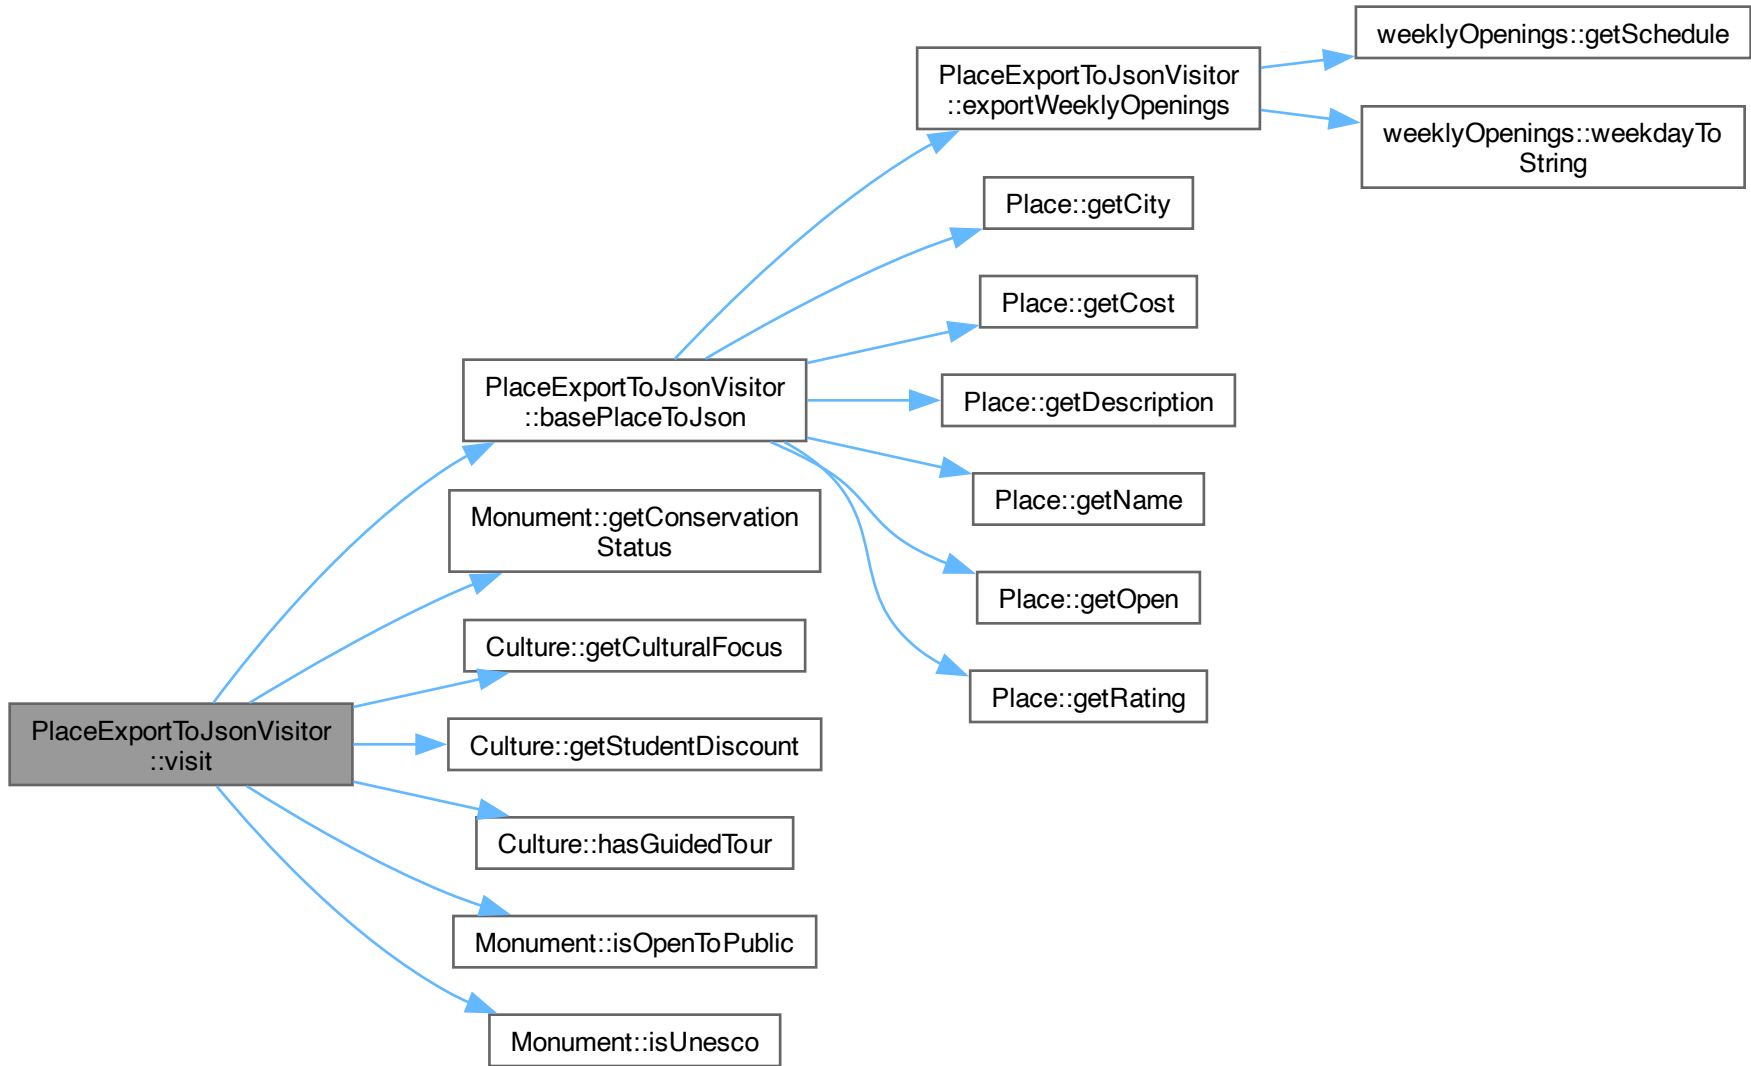 weeklyOpenings::getSchedule
PlaceExportToJsonVisitor
::exportWeeklyOpenings
weeklyOpenings::weekdayTo
String
Place::getCity
Place::getCost
PlaceExportToJsonVisitor
::basePlaceToJson
Place::getDescription
Place::getName
Monument::getConservation
Status
Place::getOpen
Culture::getCulturalFocus
Place::getRating
PlaceExportToJsonVisitor
::visit
Culture::getStudentDiscount
Culture::hasGuidedTour
Monument::isOpenToPublic
Monument::isUnesco